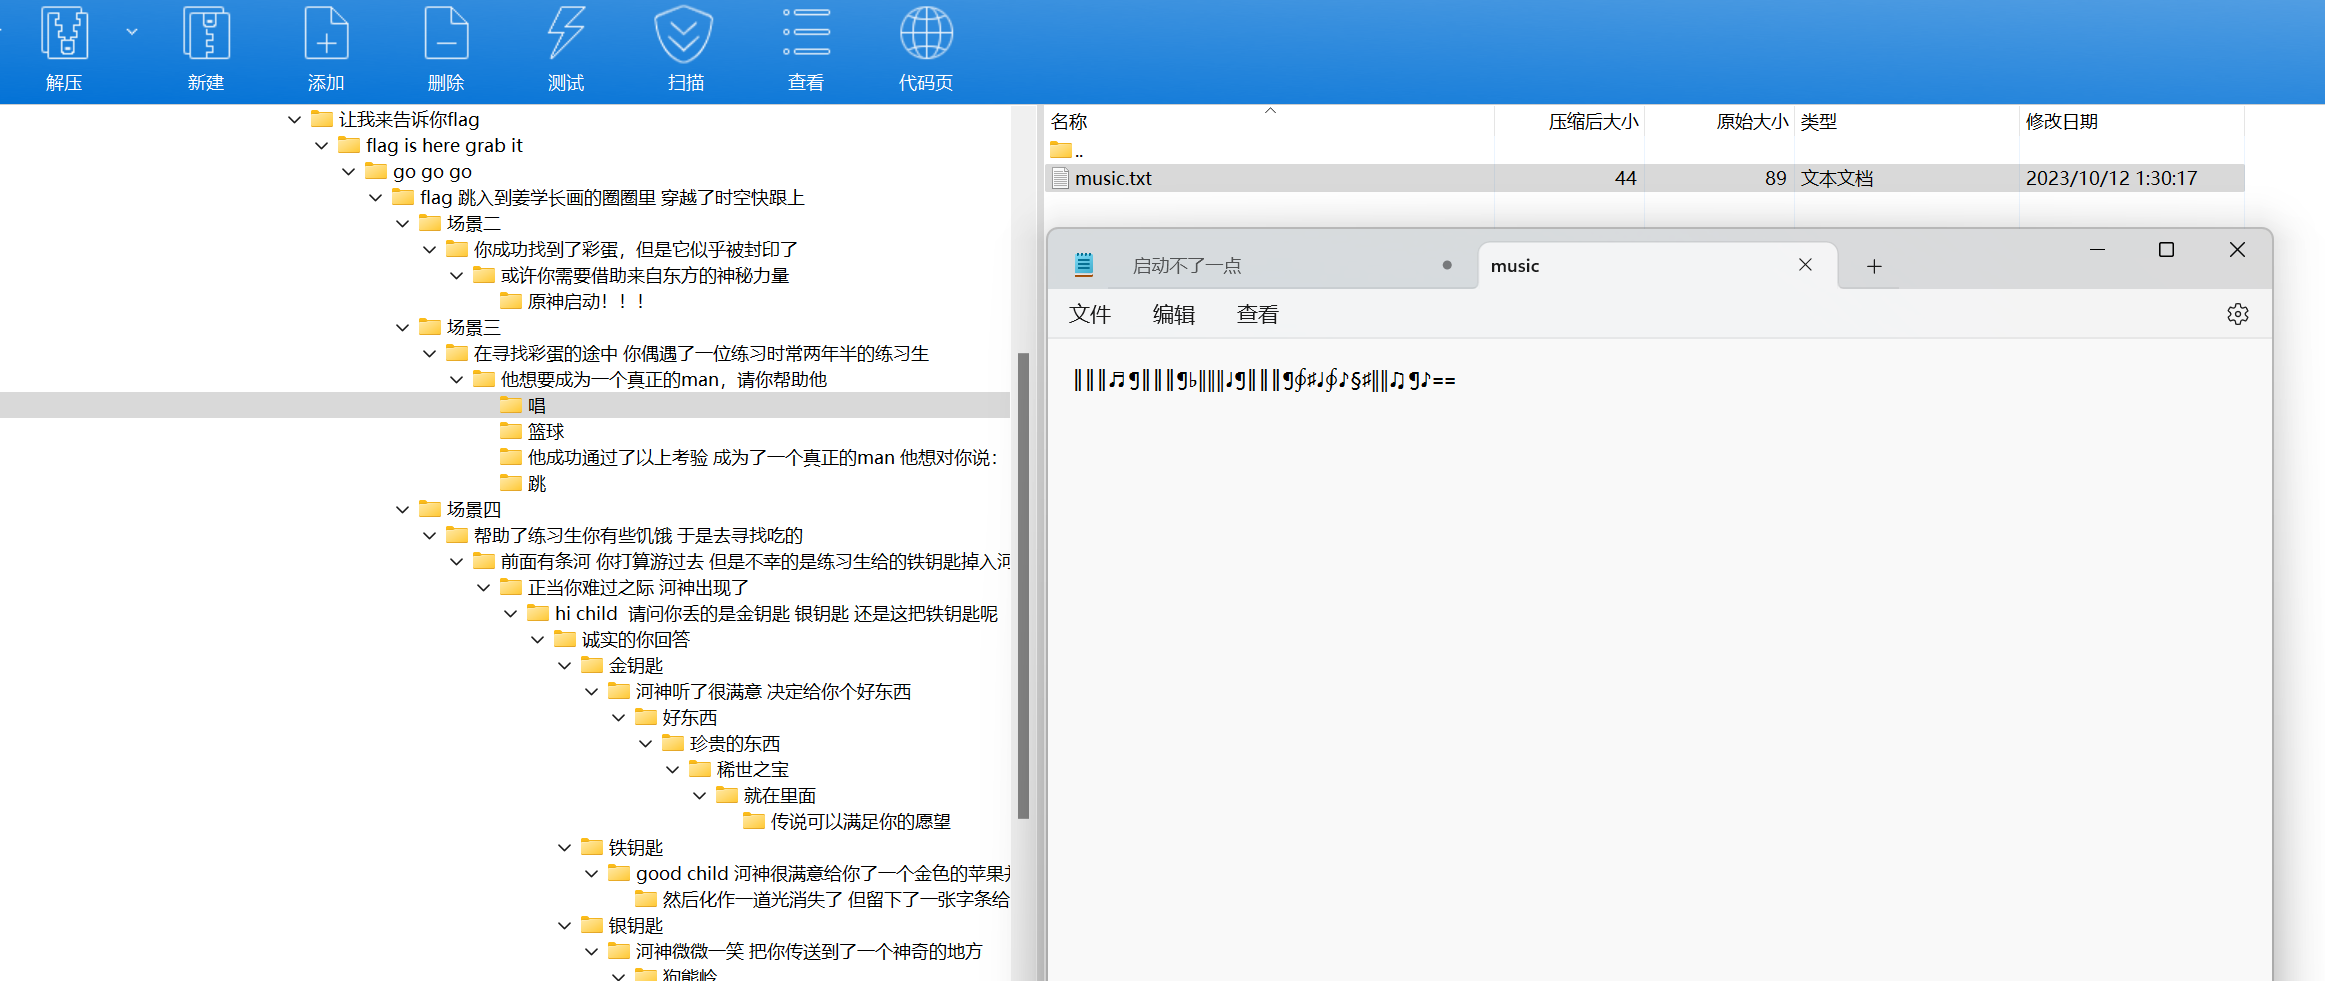 解压 新建 添加 删除 测试 扫描 查看 代码页
让我来告诉你flag
flag is here grab it
go go go
flag 跳入到姜学长画的圈圈里 穿越了时空快跟上
场景二
你成功找到了彩蛋，但是它似乎被封印了
或许你需要借助来自东方的神秘力量
原神启动！！！
场景三
在寻找彩蛋的途中 你偶遇了一位练习时常两年半的练习生
他想要成为一个真正的man，请你帮助他
唱
篮球
他成功通过了以上考验 成为了一个真正的man 他想对你说：
跳
场景四
帮助了练习生你有些饥饿 于是去寻找吃的
前面有条河 你打算游过去 但是不幸的是练习生给的铁钥匙掉入河
正当你难过之际 河神出现了
hi child  请问你丢的是金钥匙 银钥匙 还是这把铁钥匙呢
诚实的你回答
金钥匙
河神听了很满意 决定给你个好东西
好东西
珍贵的东西
稀世之宝
就在里面
传说可以满足你的愿望
铁钥匙
good child 河神很满意给你了一个金色的苹果
然后化作一道光消失了 但留下了一张字条给
银钥匙
河神微微一笑 把你传送到了一个神奇的地方
狗熊岭
名称 压缩后大小 原始大小 类型 修改日期
..
music.txt 44 89 文本文档 2023/10/12 1:30:17
启动不了一点 music
文件 编辑 查看
‖‖‖♬¶‖‖‖¶♭‖‖‖♩¶‖‖‖¶∮♯♩∮♪§♯‖‖♫¶♪==